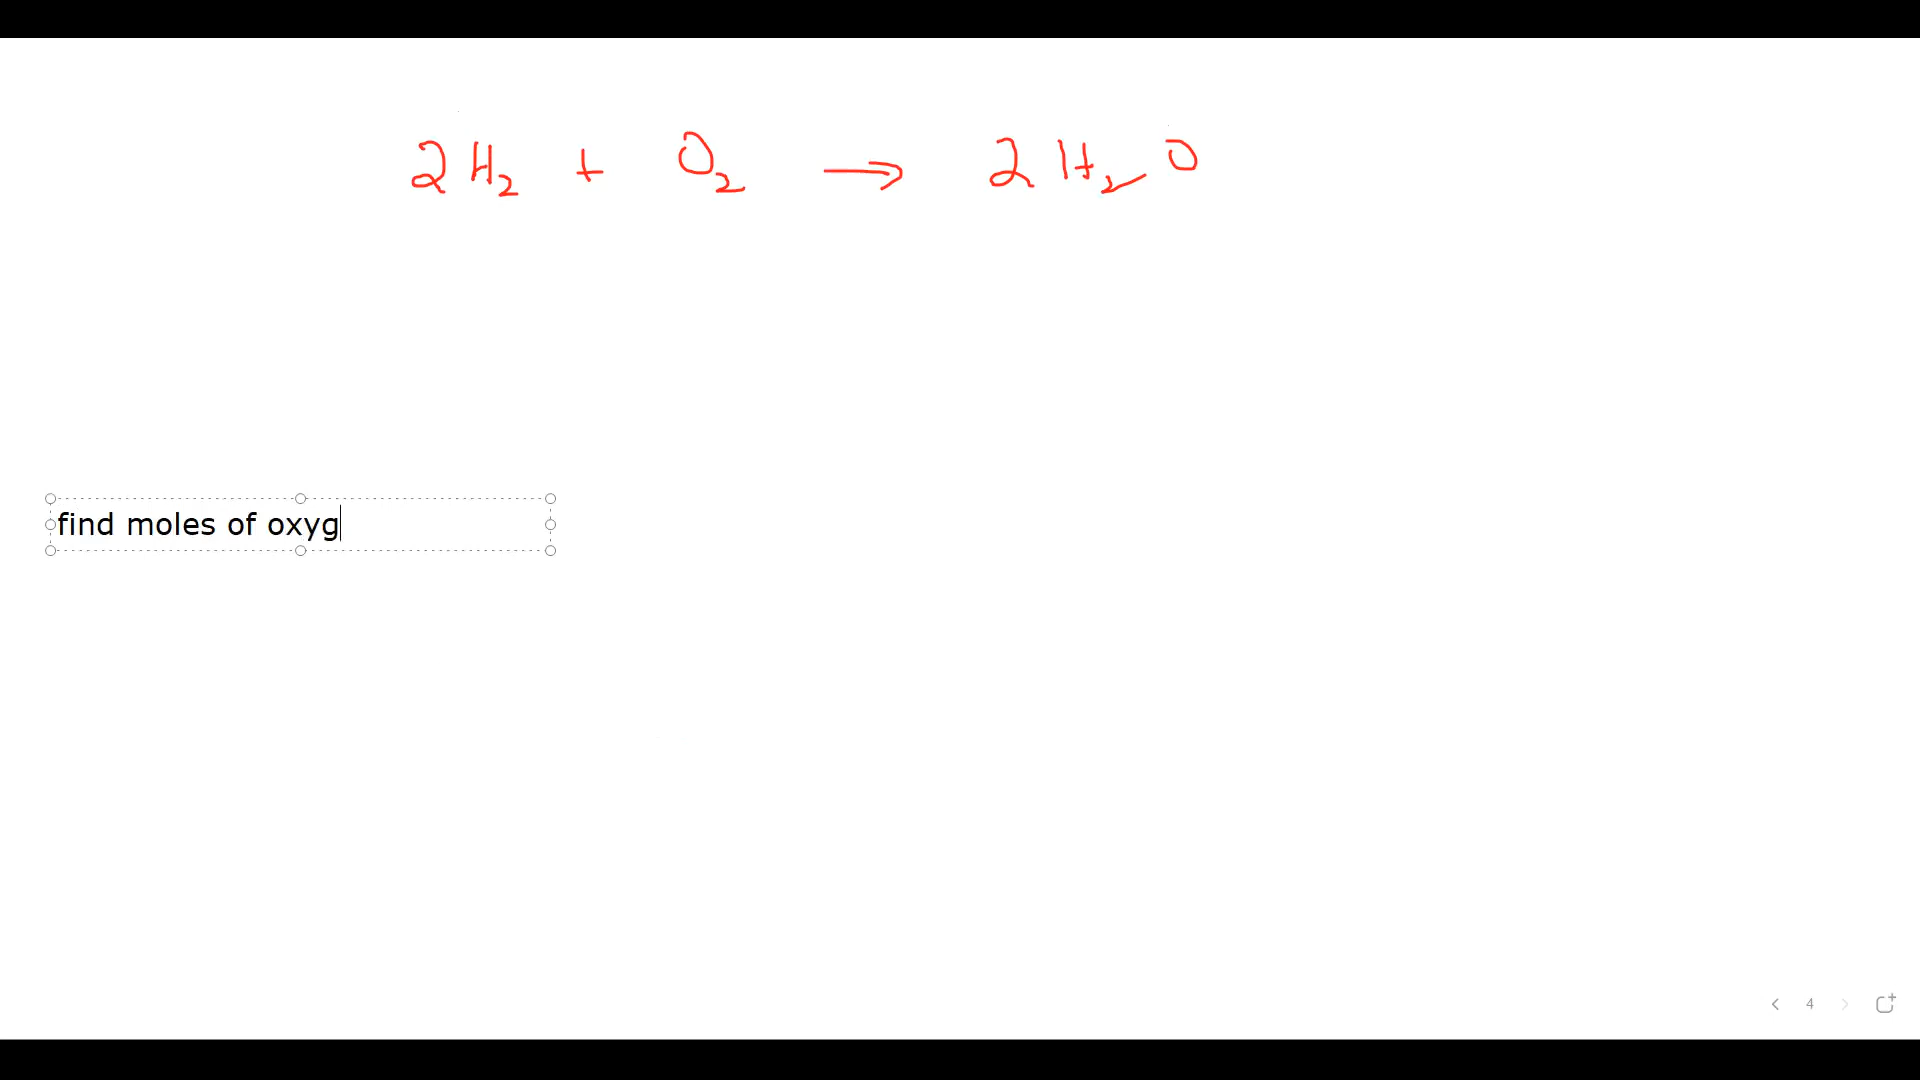 2H₂ + O₂ → 2H₂O
find moles of oxyg
4